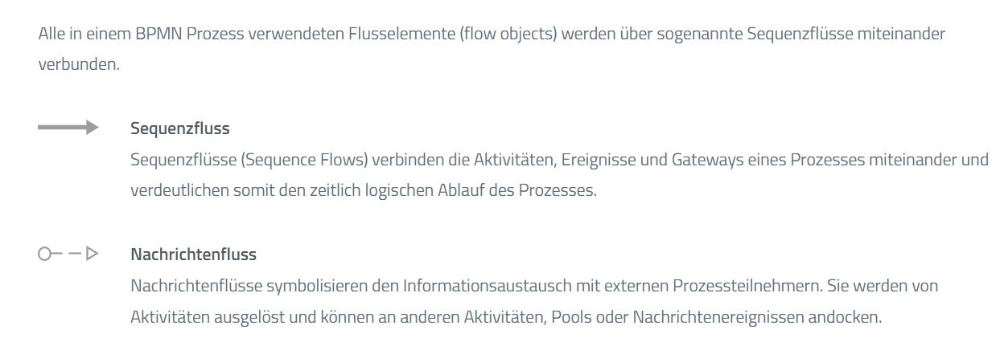 Alle in einem BPMN Prozess verwendeten Flusselemente (flow objects) werden über sogenannte Sequenzflüsse miteinander
verbunden.
Sequenzfluss
Sequenzflüsse (Sequence Flows) verbinden die Aktivitäten, Ereignisse und Gateways eines Prozesses miteinander und
verdeutlichen somit den zeitlich logischen Ablauf des Prozesses.
Nachrichtenfluss
Nachrichtenflüsse symbolisieren den Informationsaustausch mit externen Prozessteilnehmern. Sie werden von
Aktivitäten ausgelöst und können an anderen Aktivitäten, Pools oder Nachrichtenereignissen andocken.